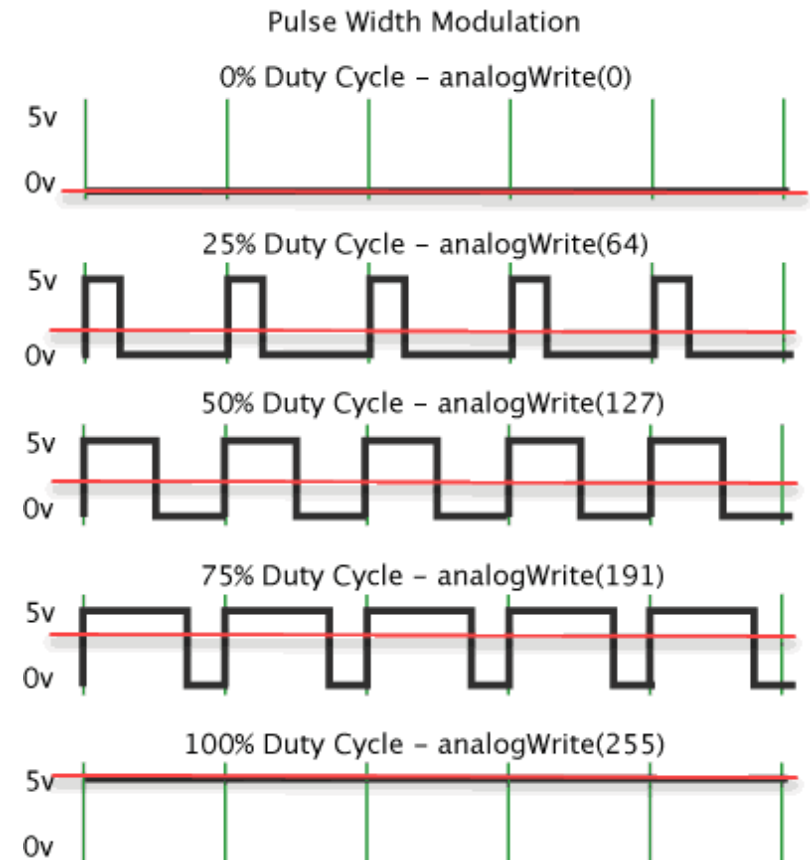 Pulse Width Modulation
0% Duty Cycle – analogWrite(0)
5v
0v
25% Duty Cycle – analogWrite(64)
5v
0v
50% Duty Cycle – analogWrite(127)
5v
0v
75% Duty Cycle – analogWrite(191)
5v
0v
100% Duty Cycle – analogWrite(255)
5v
0v